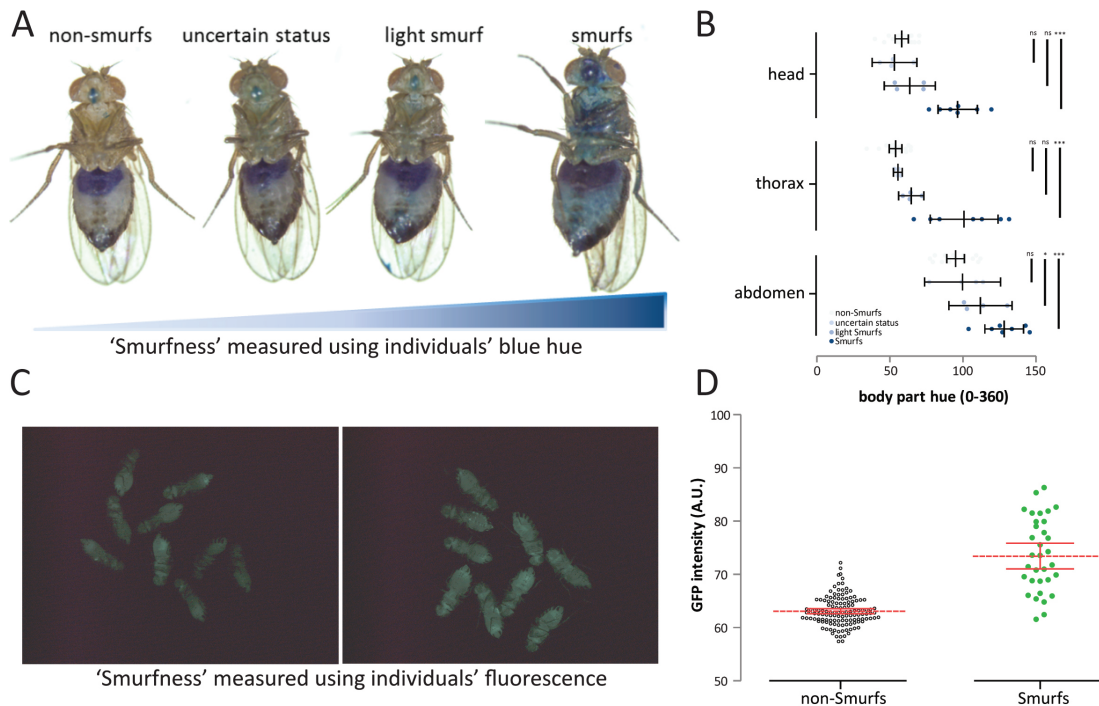 A
non-smurfs
uncertain status
light smurf
smurfs
'Smurfness' measured using individuals' blue hue
B
head
ns ns ***
thorax
ns ns ***
abdomen
ns * ***
non-Smurfs
uncertain status
light Smurfs
Smurfs
0 50 100 150
body part hue (0-360)
C
'Smurfness' measured using individuals' fluorescence
D
GFP intensity (A.U.)
100
90
80
70
60
50
non-Smurfs
Smurfs